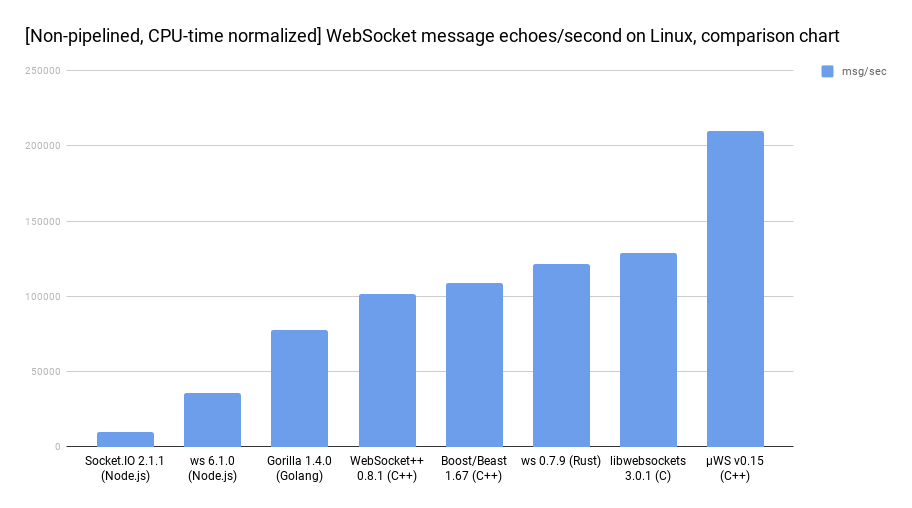 [Non-pipelined, CPU-time normalized] WebSocket message echoes/second on Linux, comparison chart
250000
msg/sec
200000
150000
100000
50000
0
Socket.IO 2.1.1
(Node.js)
ws 6.1.0
(Node.js)
Gorilla 1.4.0
(Golang)
WebSocket++
0.8.1 (C++)
Boost/Beast
1.67 (C++)
ws 0.7.9 (Rust)
libwebsockets
3.0.1 (C)
µWS v0.15
(C++)